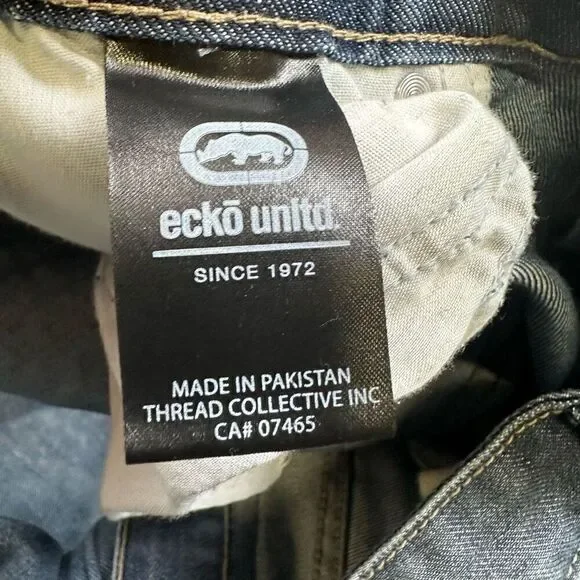 eckō unltd.
SINCE 1972
MADE IN PAKISTAN
THREAD COLLECTIVE INC
CA# 07465